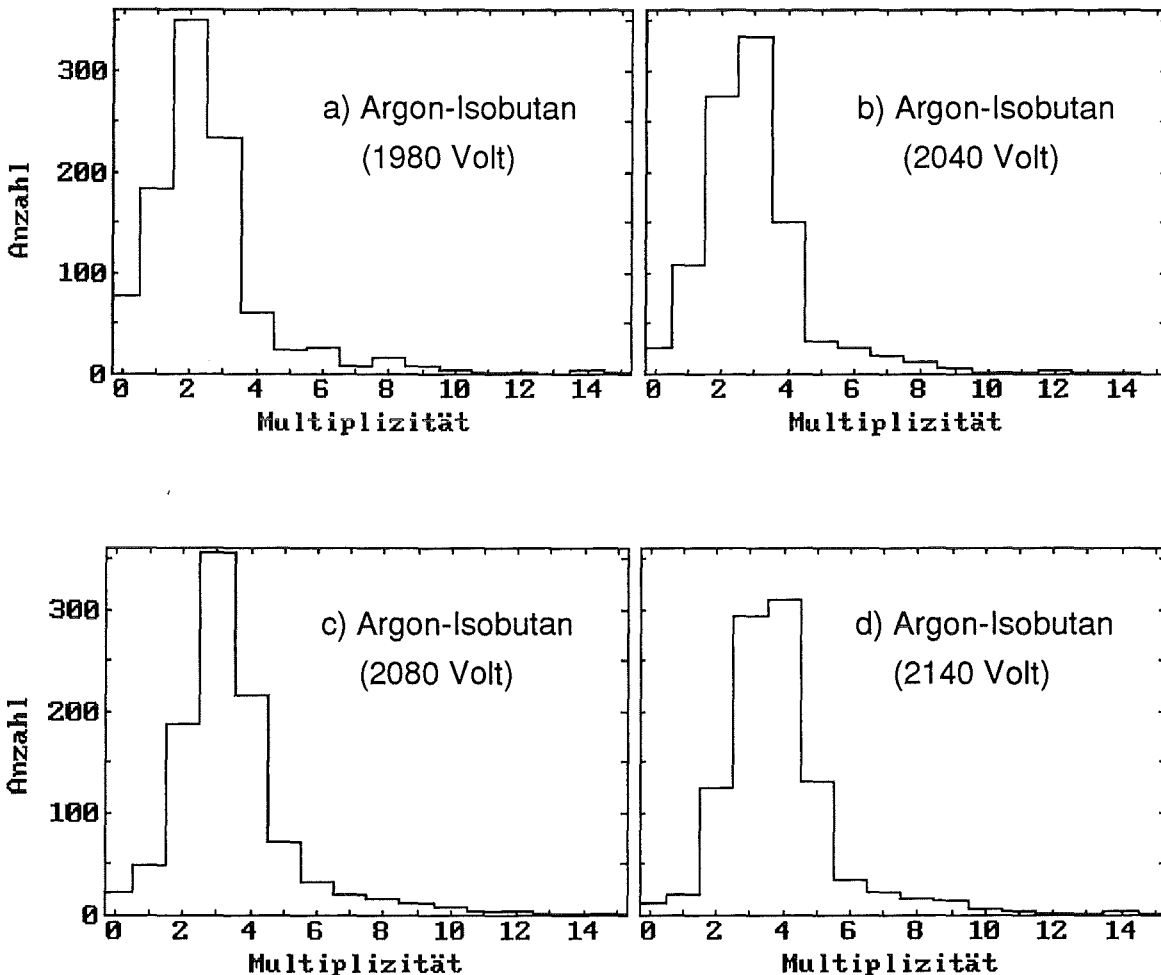 300
200
100
0
Anzahl
a) Argon-Isobutan
(1980 Volt)
0 2 4 6 8 10 12 14
Multiplizität
b) Argon-Isobutan
(2040 Volt)
0 2 4 6 8 10 12 14
Multiplizität
300
200
100
0
Anzahl
c) Argon-Isobutan
(2080 Volt)
0 2 4 6 8 10 12 14
Multiplizität
d) Argon-Isobutan
(2140 Volt)
0 2 4 6 8 10 12 14
Multiplizität